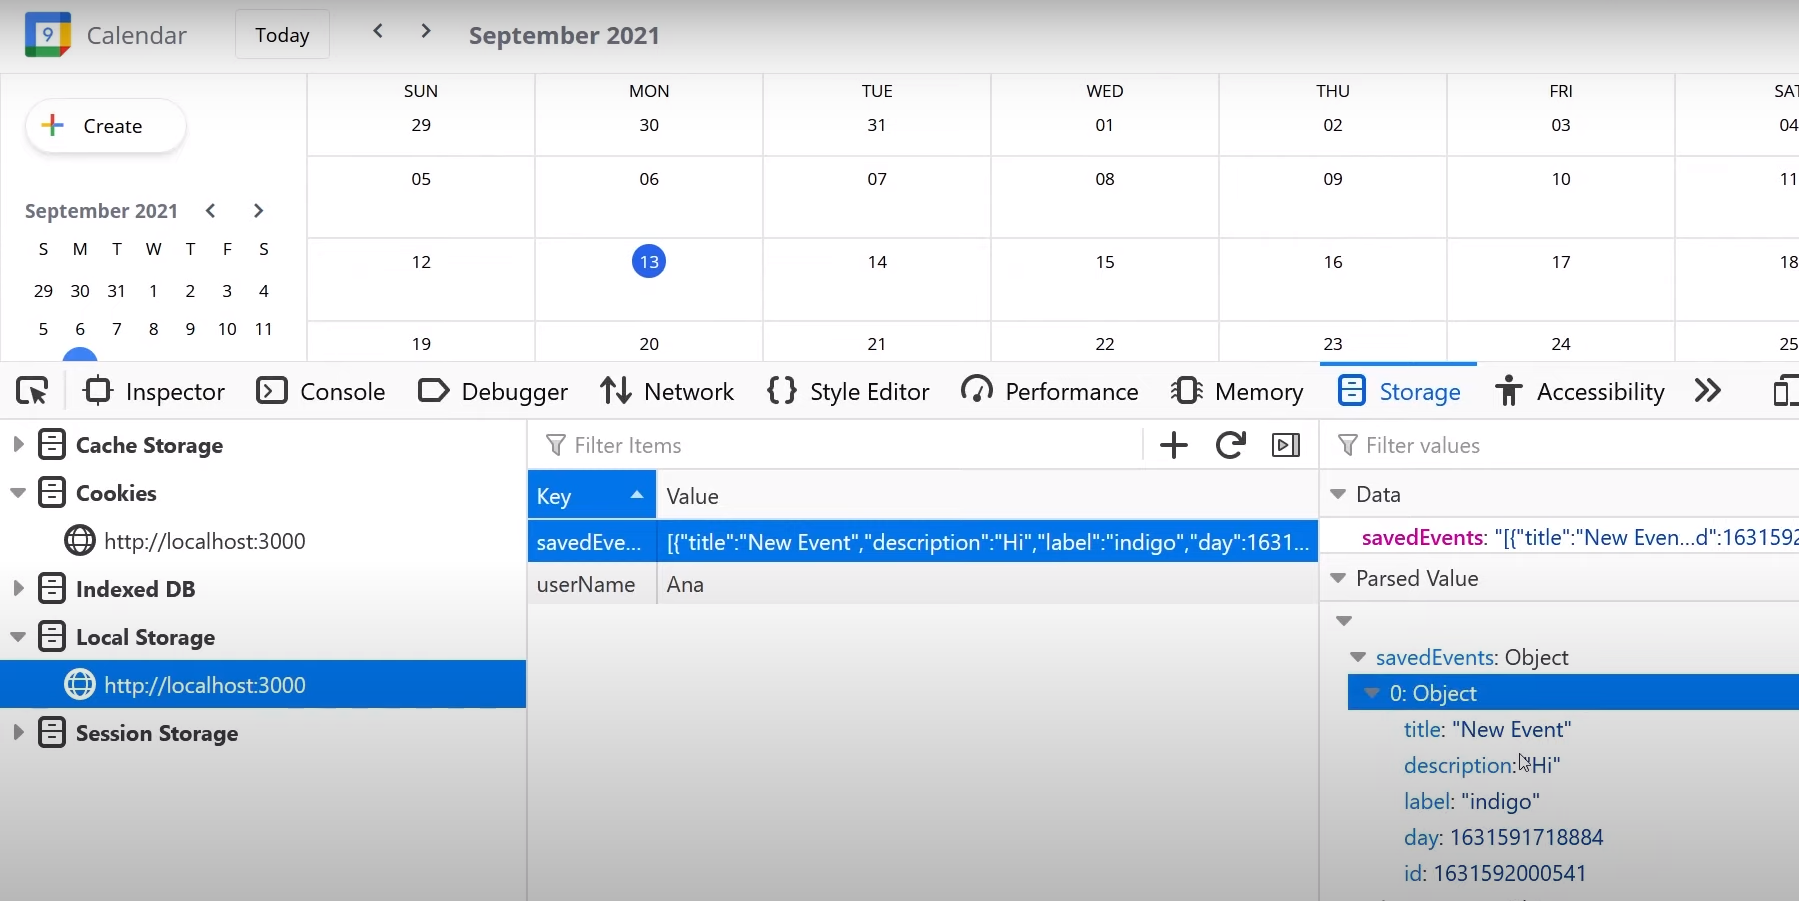 9 Calendar Today September 2021
Create
September 2021
S M T W T F S
29 30 31 1 2 3 4
5 6 7 8 9 10 11
SUN MON TUE WED THU FRI SAT
29 30 31 01 02 03 04
05 06 07 08 09 10 11
12 13 14 15 16 17 18
19 20 21 22 23 24 25
Inspector Console Debugger Network Style Editor Performance Memory Storage Accessibility
Cache Storage
Cookies
http://localhost:3000
Indexed DB
Local Storage
http://localhost:3000
Session Storage
Filter Items
Key Value
savedEve... [{"title":"New Event","description":"Hi","label":"indigo","day":1631...
userName Ana
Filter values
Data
savedEvents: "[{"title":"New Even...d":1631592
Parsed Value
savedEvents: Object
0: Object
title: "New Event"
description: "Hi"
label: "indigo"
day: 1631591718884
id: 1631592000541